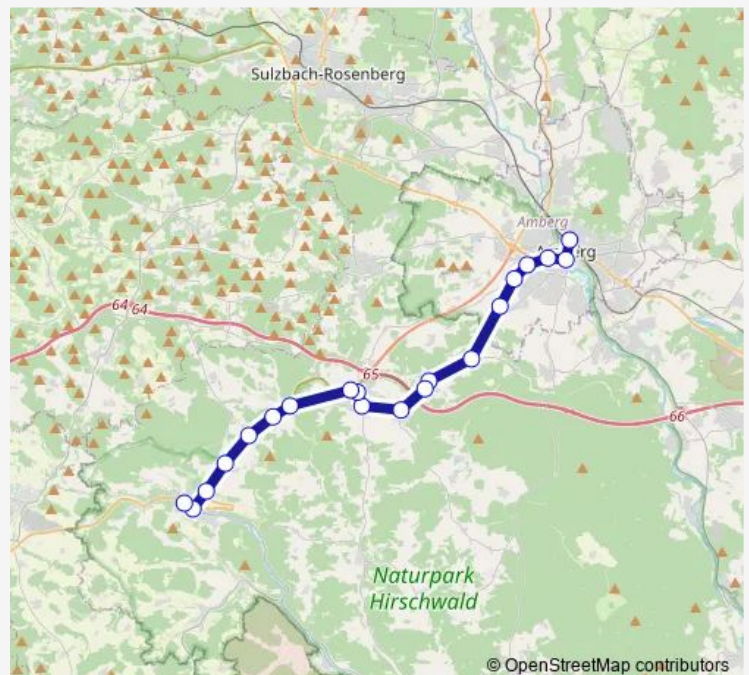 Sulzbach-Rosenberg
Amberg
64 64
65
66
Naturpark
Hirschwald
© OpenStreetMap contributors